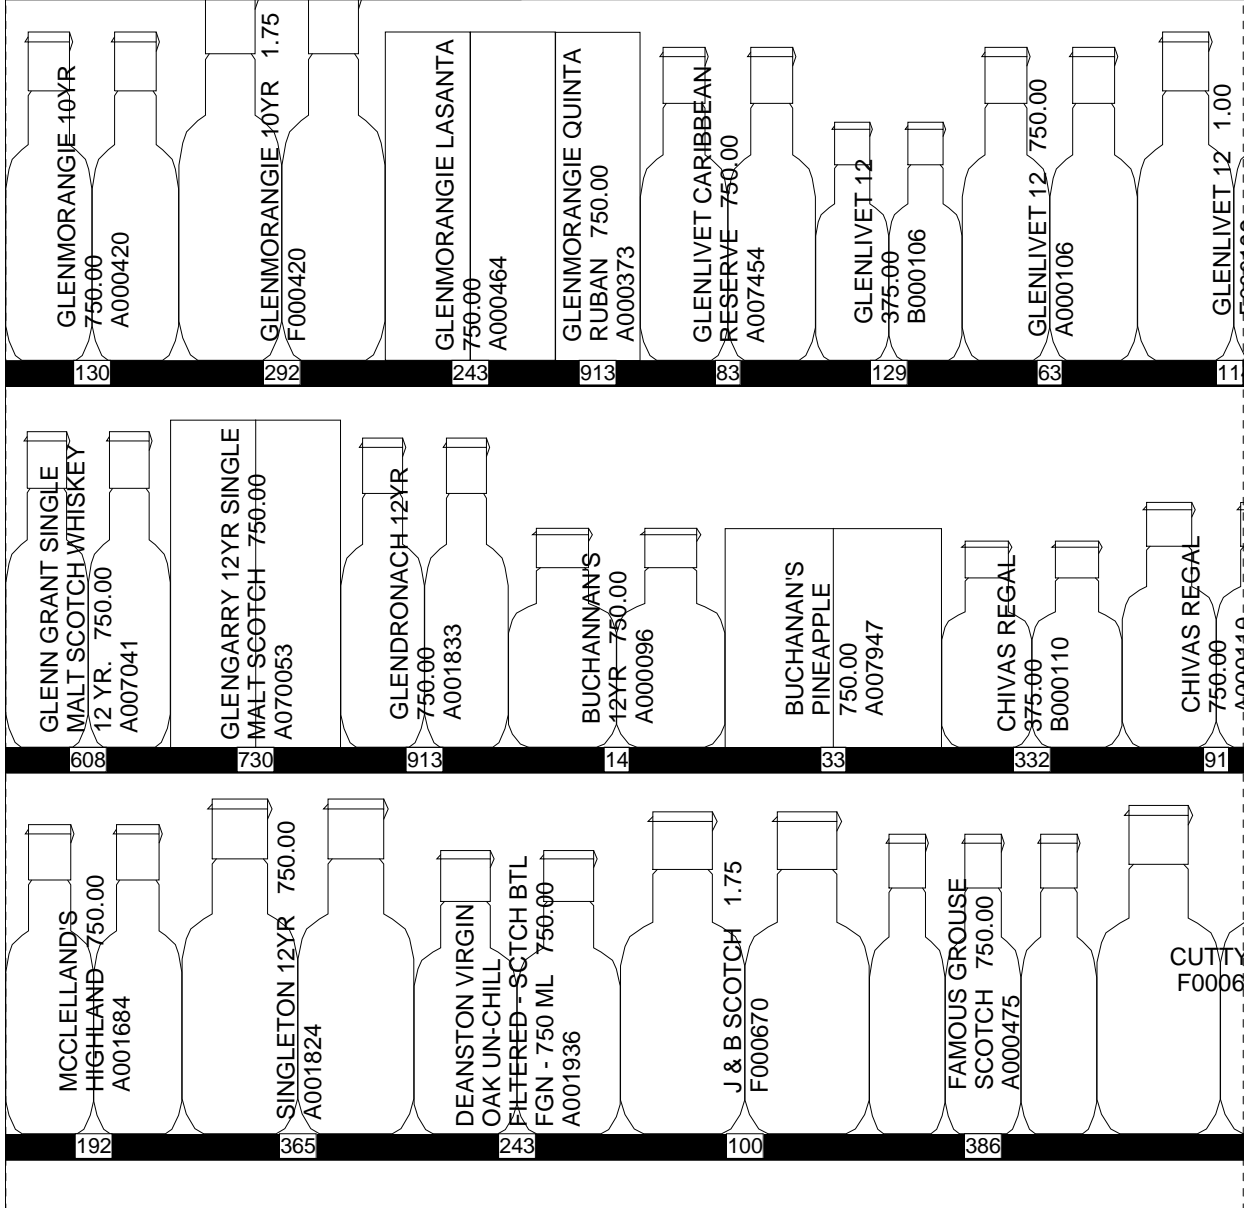 GLENMORANGIE 10YR
750.00
A000420
GLENMORANGIE 10YR 1.75
F000420
GLENMORANGIE LASANTA
750.00
A000464
GLENMORANGIE QUINTA
RUBAN 750.00
A000373
GLENLIVET CARIBBEAN
RESERVE 750.00
A007454
GLENLIVET 12
375.00
B000106
GLENLIVET 12 750.00
A000106
GLENLIVET 12 1.00
130
292
243
913
83
129
63
GLENN GRANT SINGLE
MALT SCOTCH WHISKEY
12 YR. 750.00
A007041
GLENGARRY 12YR SINGLE
MALT SCOTCH 750.00
A070053
GLENDRONACH 12YR
750.00
A001833
BUCHANNAN'S
12YR 750.00
A000096
BUCHANAN'S
PINEAPPLE
750.00
A007947
CHIVAS REGAL
375.00
B000110
CHIVAS REGAL
750.00
608
730
913
14
33
332
91
MCCLELLAND'S
HIGHLAND 750.00
A001684
SINGLETON 12YR 750.00
A001824
DEANSTON VIRGIN
OAK UN-CHILL
FILTERED - SCTCH BTL
FGN - 750 ML 750.00
A001936
J & B SCOTCH 1.75
F000670
FAMOUS GROUSE
SCOTCH 750.00
A000475
CUTTY
F0006
192
365
243
100
386